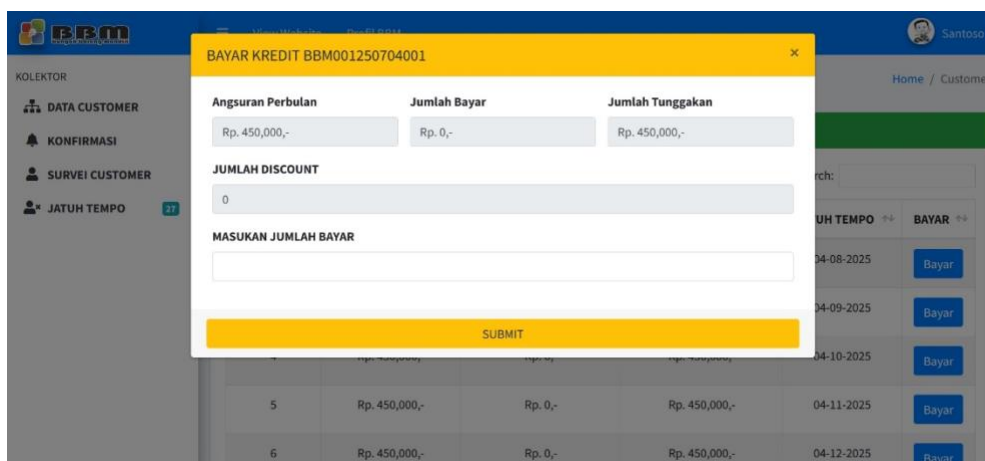 BBM
View Website Profil BBM
Santoso
KOLEKTOR
DATA CUSTOMER
KONFIRMASI
SURVEI CUSTOMER
JATUH TEMPO 27
Home / Custome
BAYAR KREDIT BBM001250704001 ×
Angsuran Perbulan Jumlah Bayar Jumlah Tunggakan
Rp. 450,000,- Rp. 0,- Rp. 450,000,-
JUMLAH DISCOUNT
0
MASUKAN JUMLAH BAYAR
SUBMIT
rch:
UH TEMPO BAYAR
04-08-2025 Bayar
04-09-2025 Bayar
04-10-2025 Bayar
5 Rp. 450,000,- Rp. 0,- Rp. 450,000,- 04-11-2025 Bayar
6 Rp. 450,000,- Rp. 0,- Rp. 450,000,- 04-12-2025 Bayar